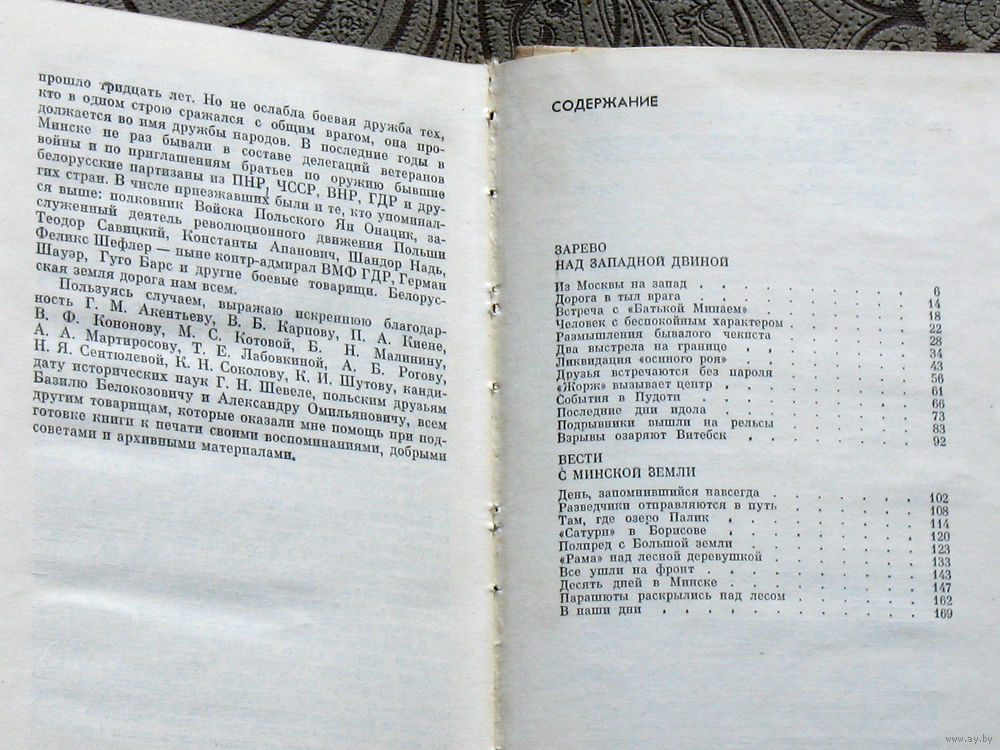 прошло тридцать лет. Но не ослабла боевая дружба тех,
кто в одном строю сражался с общим врагом, она про-
должается во имя дружбы народов. В последние годы в
Минске не раз бывали в составе делегаций ветеранов
войны и по приглашениям братьев по оружию бывшие
белорусские партизаны из ПНР, ЧССР, ВНР, ГДР и дру-
гих стран. В числе приезжавших были и те, кто упоминал-
ся выше: полковник Войска Польского Ян Онацик, за-
служенный деятель революционного движения Польши
Теодор Савицкий, Константы Апанович, Шандор Надь,
Феликс Шефлер — ныне контр-адмирал ВМФ ГДР, Герман
Шауэр, Гуго Барс и другие боевые товарищи. Белорус-
ская земля дорога нам всем.
Пользуясь случаем, выражаю искреннюю благодар-
ность Г. М. Акентьеву, В. Б. Карпову, П. А. Киене,
В. Ф. Кононову, М. С. Котовой, Б. Н. Малинину,
А. А. Мартиросову, Т. Е. Лабовкиной, А. Б. Рогову,
Н. Я. Сентюлевой, К. Н. Соколову, К. И. Шутову, канди-
дату исторических наук Г. Н. Шевеле, польским друзьям
Базилю Белокозовичу и Александру Омильяновичу, всем
другим товарищам, которые оказали мне помощь при под-
готовке книги к печати своими воспоминаниями, добрыми
советами и архивными материалами.
СОДЕРЖАНИЕ
ЗАРЕВО
НАД ЗАПАДНОЙ ДВИНОЙ
Из Москвы на запад . . . . . . . 6
Дорога в тыл врага . . . . . . . 14
Встреча с «Батькой Минаем» . . . . . . 18
Человек с беспокойным характером . . . . . 22
Размышления бывалого чекиста . . . . . 28
Два выстрела на границе . . . . . . 34
Ликвидация «осиного роя» . . . . . . 43
Друзья встречаются без пароля . . . . . 56
«Жорж» вызывает центр . . . . . . 61
События в Пудоти . . . . . . . 66
Последние дни идола . . . . . . . 73
Подрывники вышли на рельсы . . . . . 83
Взрывы озаряют Витебск . . . . . . 92
ВЕСТИ
С МИНСКОЙ ЗЕМЛИ
День, запомнившийся навсегда . . . . . . 102
Разведчики отправляются в путь . . . . . 108
Там, где озеро Палик . . . . . . . 114
«Сатурн» в Борисове . . . . . . . 120
Полпред с Большой земли . . . . . . 123
«Рама» над лесной деревушкой . . . . . 133
Все ушли на фронт . . . . . . . 143
Десять дней в Минске . . . . . . . 147
Парашюты раскрылись над лесом . . . . . 162
В наши дни . . . . . . . . 169
www.ay.by